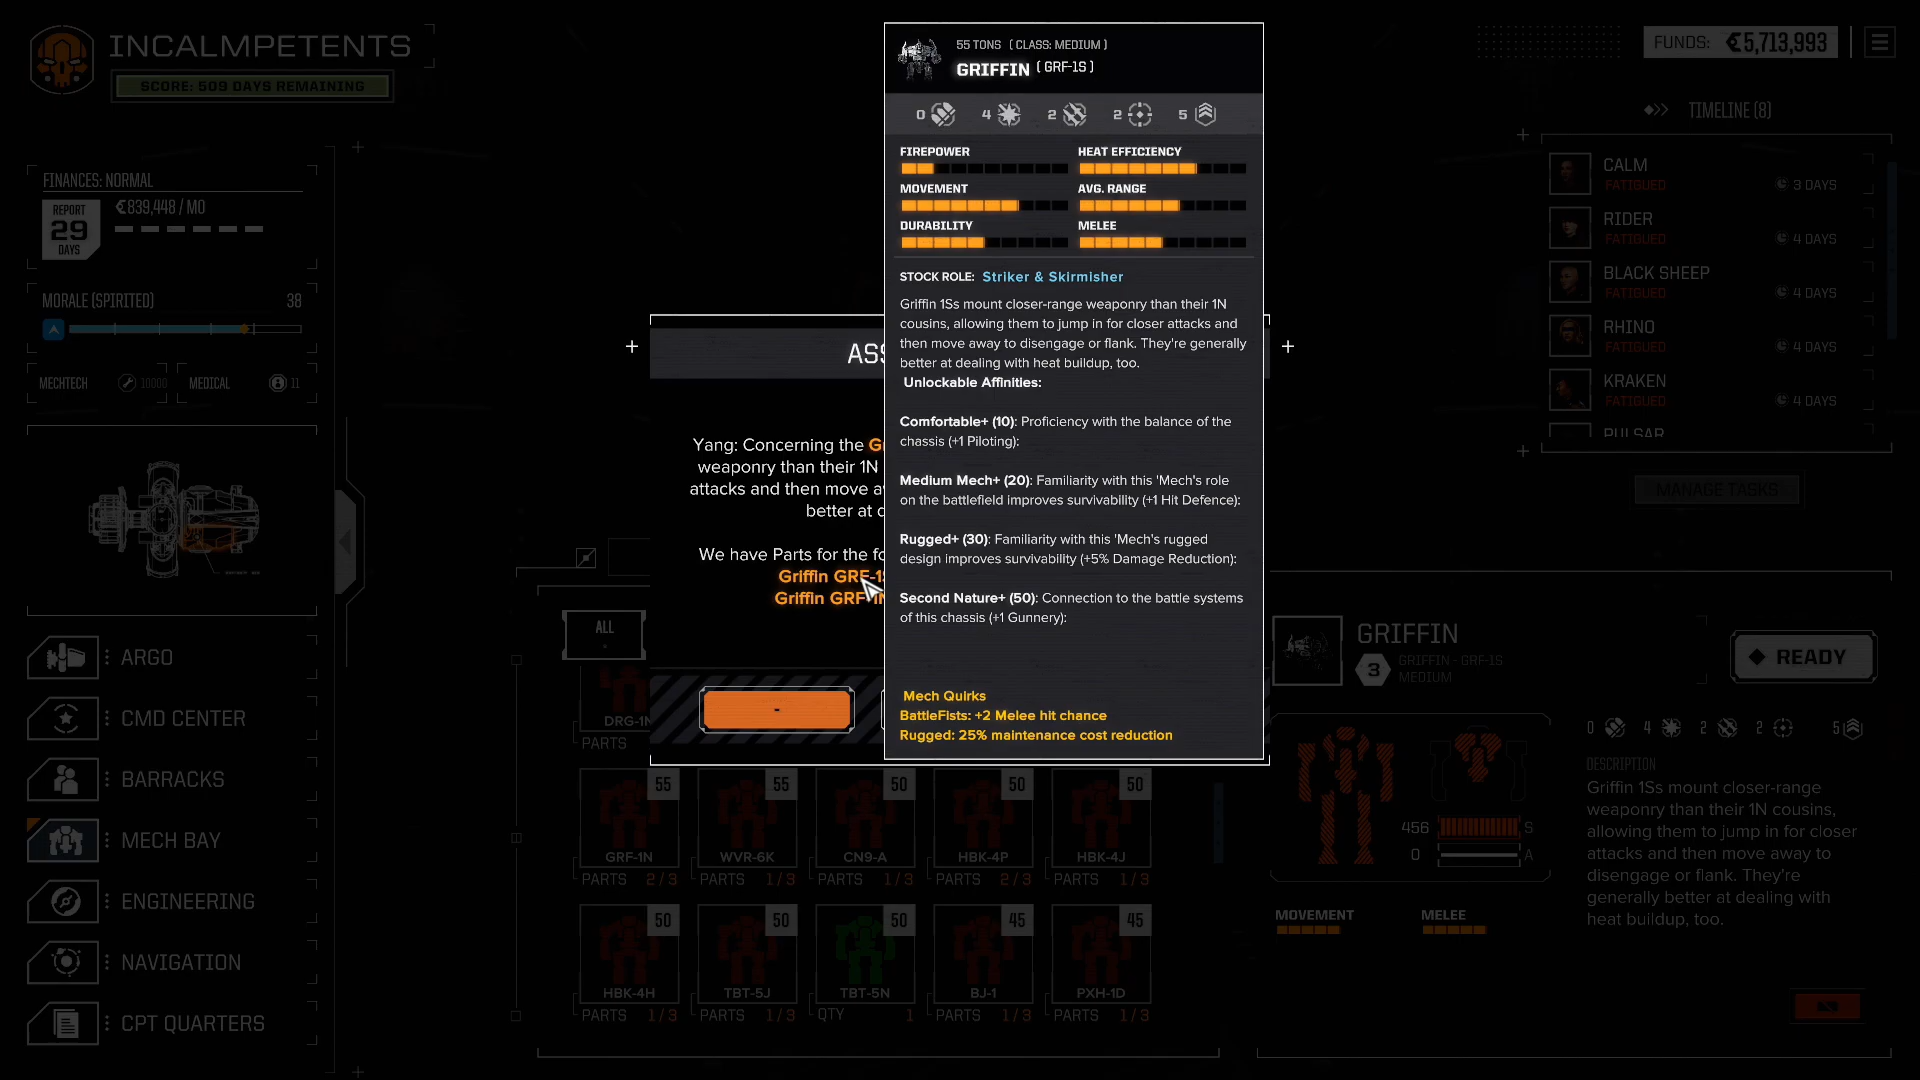 INCALMPETENTS
SCORE: 509 DAYS REMAINING
FINANCES: NORMAL
REPORT
29
DAYS
₡839,448 / MO
MORALE (SPIRITED)
38
MECHTECH
10000
MEDICAL
11
ARGO
CMD CENTER
BARRACKS
MECH BAY
ENGINEERING
NAVIGATION
CPT QUARTERS
ASS
Yang: Concerning the Gr
weaponry than their 1N
attacks and then move aw
better at d
We have Parts for the fo
Griffin GRF-1S
Griffin GRF-1N
-
55 TONS ( CLASS: MEDIUM )
GRIFFIN ( GRF-1S )
0
4
2
2
5
FIREPOWER
HEAT EFFICIENCY
MOVEMENT
AVG. RANGE
DURABILITY
MELEE
STOCK ROLE: Striker & Skirmisher
Griffin 1Ss mount closer-range weaponry than their 1N
cousins, allowing them to jump in for closer attacks and
then move away to disengage or flank. They're generally
better at dealing with heat buildup, too.
Unlockable Affinities:
Comfortable+ (10): Proficiency with the balance of the
chassis (+1 Piloting):
Medium Mech+ (20): Familiarity with this 'Mech's role
on the battlefield improves survivability (+1 Hit Defence):
Rugged+ (30): Familiarity with this 'Mech's rugged
design improves survivability (+5% Damage Reduction):
Second Nature+ (50): Connection to the battle systems
of this chassis (+1 Gunnery):
Mech Quirks
BattleFists: +2 Melee hit chance
Rugged: 25% maintenance cost reduction
ALL
DRG-1N
PARTS
55
GRF-1N
PARTS 2/3
55
WVR-6K
PARTS 1/3
50
CN9-A
PARTS 1/3
50
HBK-4P
PARTS 2/3
50
HBK-4J
PARTS 1/3
50
HBK-4H
PARTS 1/3
50
TBT-5J
PARTS 1/3
50
TBT-5N
QTY 1
45
BJ-1
PARTS 1/3
45
PXH-1D
PARTS 1/3
FUNDS: ₡5,713,993
TIMELINE (8)
CALM
FATIGUED
3 DAYS
RIDER
FATIGUED
4 DAYS
BLACK SHEEP
FATIGUED
4 DAYS
RHINO
FATIGUED
4 DAYS
KRAKEN
FATIGUED
4 DAYS
PULSAR
MANAGE TASKS
GRIFFIN
3
GRIFFIN - GRF-1S
MEDIUM
READY
0
4
2
2
5
456
S
0
A
MOVEMENT
MELEE
DESCRIPTION
Griffin 1Ss mount closer-range
weaponry than their 1N cousins,
allowing them to jump in for closer
attacks and then move away to
disengage or flank. They're
generally better at dealing with
heat buildup, too.